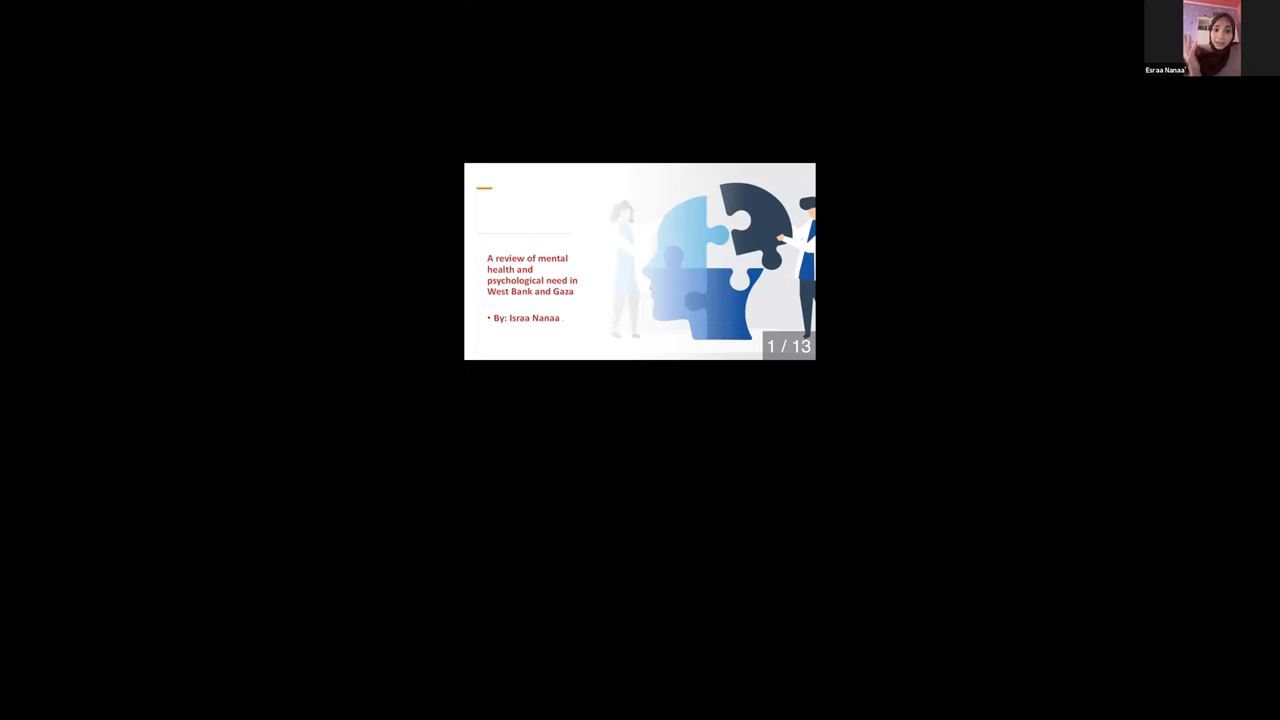 Esraa Nanaa'
A review of mental
health and
psychological need in
West Bank and Gaza
• By: Israa Nanaa .
1 / 13